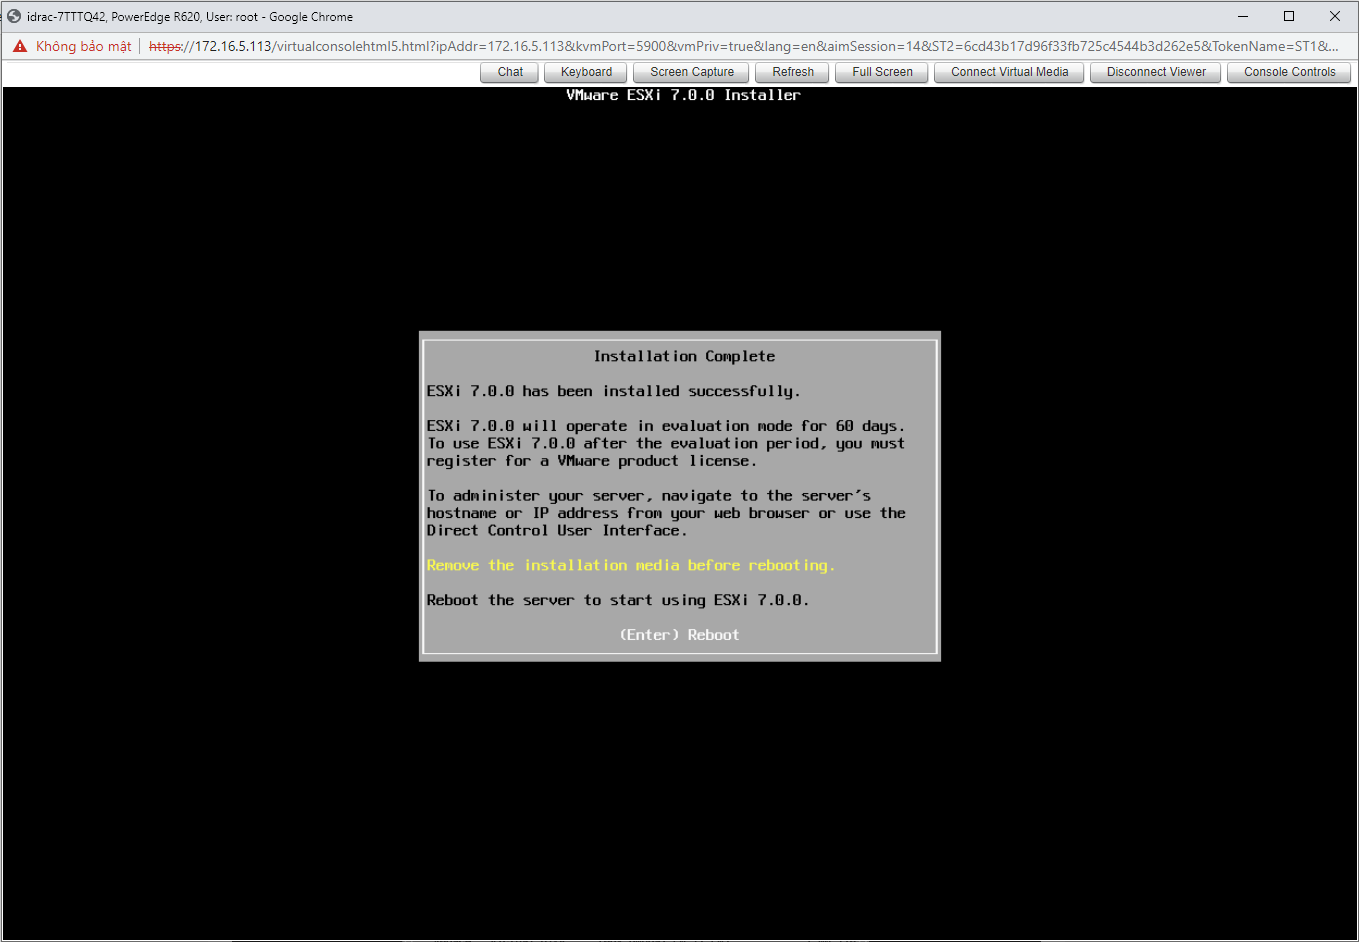 idrac-7TTTQ42, PowerEdge R620, User: root - Google Chrome
Không bảo mật | https://172.16.5.113/virtualconsolehtml5.html?ipAddr=172.16.5.113&kvmPort=5900&vmPriv=true&lang=en&aimSession=14&ST2=6cd43b17d96f33fb725c4544b3d262e5&TokenName=ST1&...
Chat Keyboard Screen Capture Refresh Full Screen Connect Virtual Media Disconnect Viewer Console Controls
VMware ESXi 7.0.0 Installer
Installation Complete
ESXi 7.0.0 has been installed successfully.
ESXi 7.0.0 will operate in evaluation mode for 60 days.
To use ESXi 7.0.0 after the evaluation period, you must
register for a VMware product license.
To administer your server, navigate to the server's
hostname or IP address from your web browser or use the
Direct Control User Interface.
Remove the installation media before rebooting.
Reboot the server to start using ESXi 7.0.0.
(Enter) Reboot